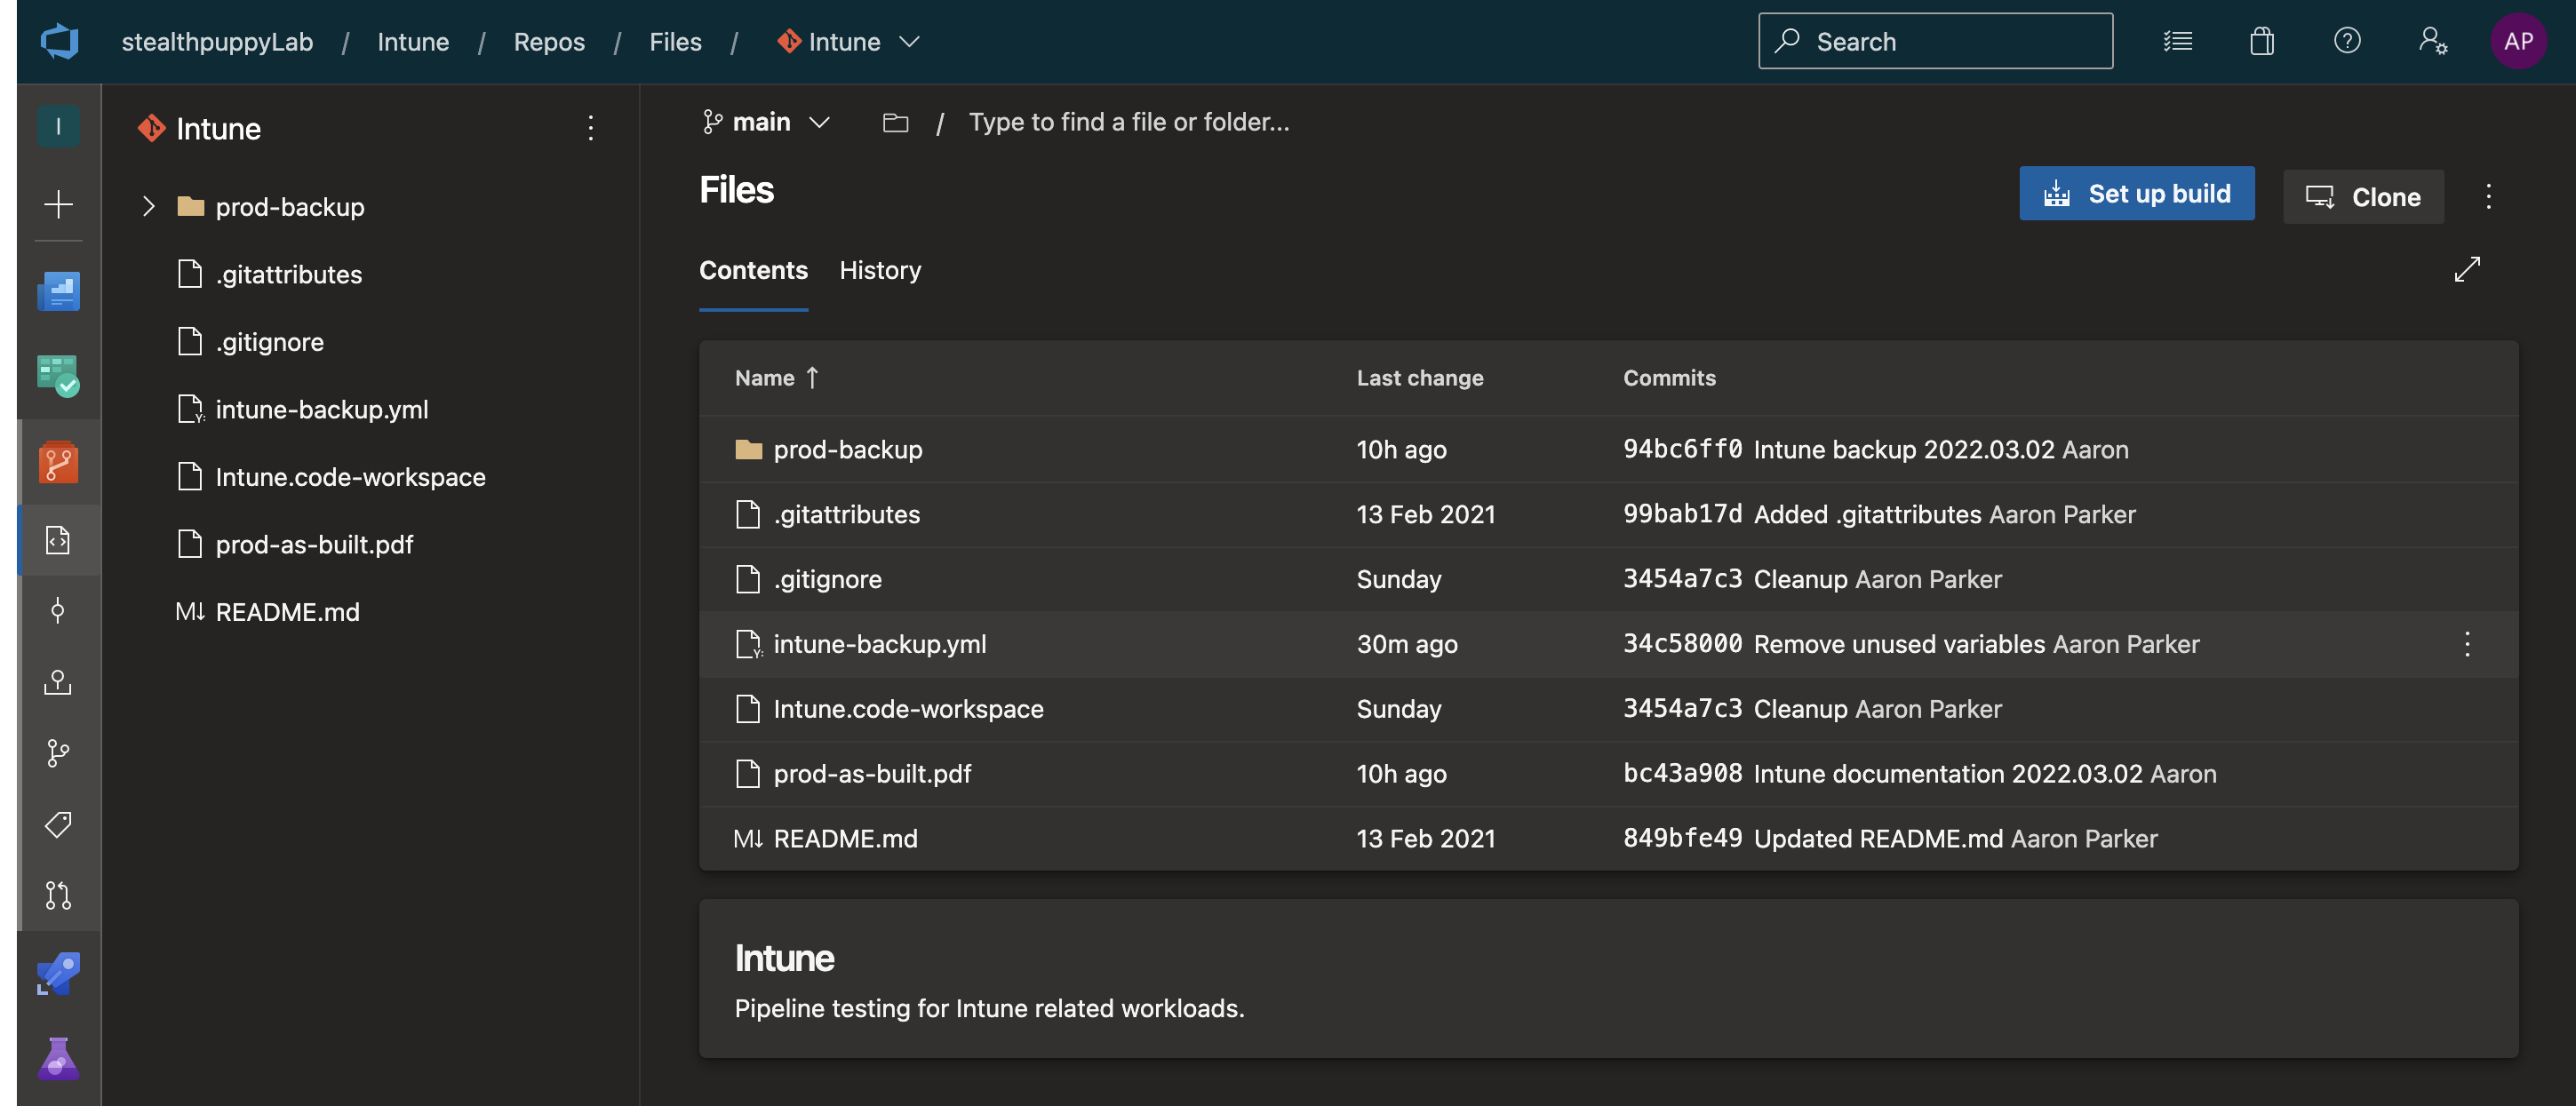 stealthpuppyLab / Intune / Repos / Files / Intune
Search
AP
I
Intune
prod-backup
.gitattributes
.gitignore
intune-backup.yml
Intune.code-workspace
prod-as-built.pdf
M↓ README.md
main / Type to find a file or folder...
Files
Set up build
Clone
Contents History
Name ↑ Last change Commits
prod-backup 10h ago 94bc6ff0 Intune backup 2022.03.02 Aaron
.gitattributes 13 Feb 2021 99bab17d Added .gitattributes Aaron Parker
.gitignore Sunday 3454a7c3 Cleanup Aaron Parker
intune-backup.yml 30m ago 34c58000 Remove unused variables Aaron Parker
Intune.code-workspace Sunday 3454a7c3 Cleanup Aaron Parker
prod-as-built.pdf 10h ago bc43a908 Intune documentation 2022.03.02 Aaron
M↓ README.md 13 Feb 2021 849bfe49 Updated README.md Aaron Parker
Intune
Pipeline testing for Intune related workloads.